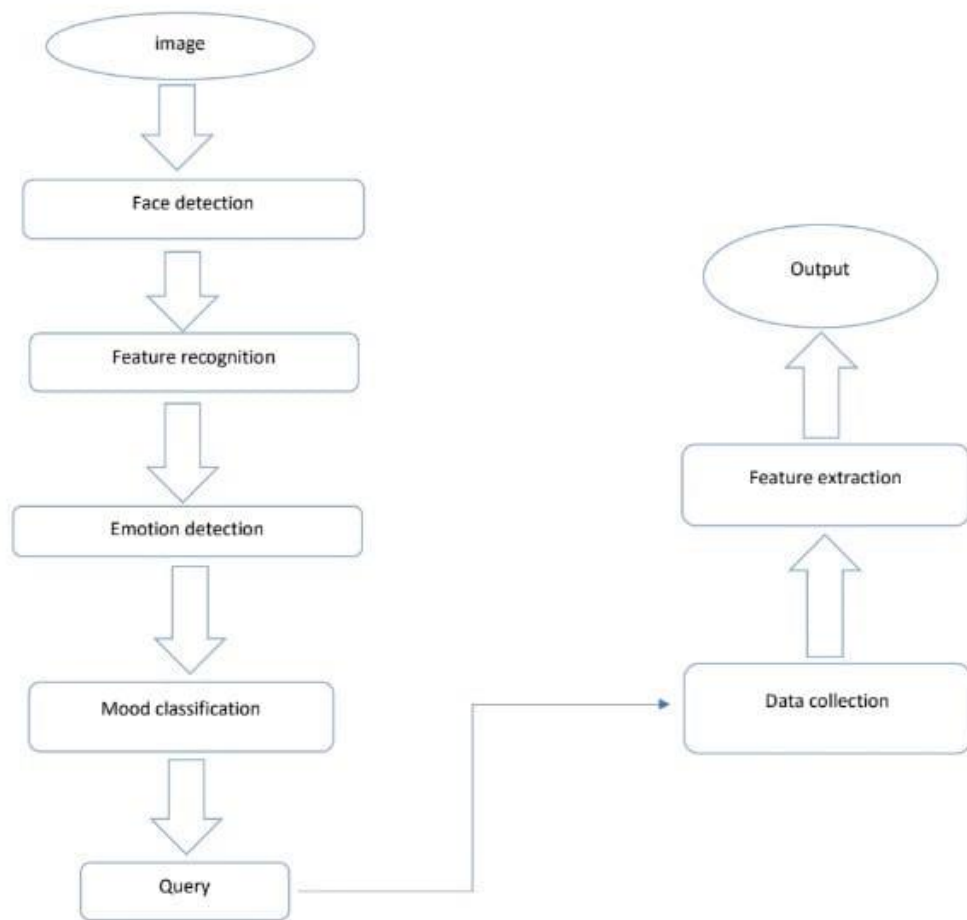 image
Face detection
Feature recognition
Emotion detection
Mood classification
Query
Data collection
Feature extraction
Output